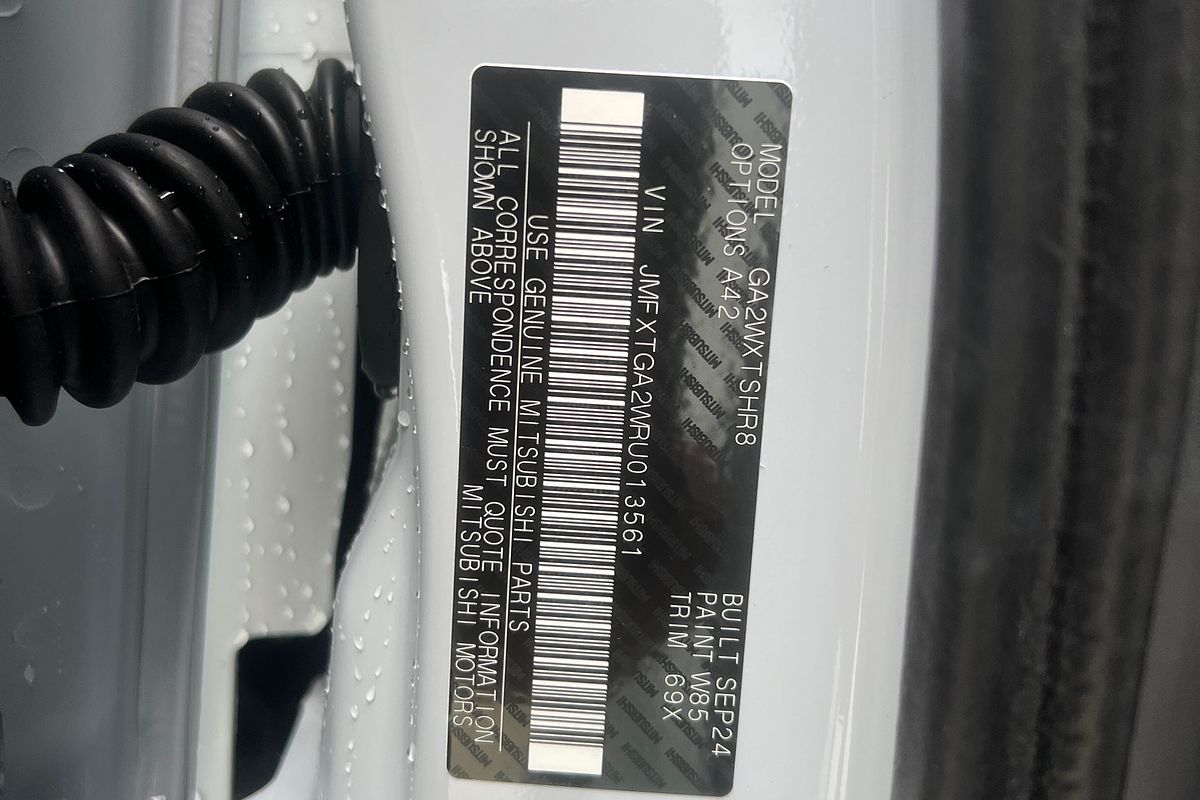 MODEL GA2WXTSHR8
OPTIONS A42
BUILT SEP24
PAINT W85
TRIM 69X
VIN JMFXTGA2WRU013561
USE GENUINE MITSUBISHI PARTS
ALL CORRESPONDENCE MUST QUOTE INFORMATION
SHOWN ABOVE MITSUBISHI MOTORS